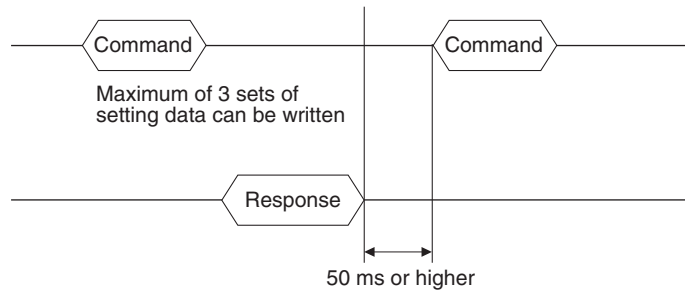 Command
Command
Maximum of 3 sets of
setting data can be written
Response
50 ms or higher